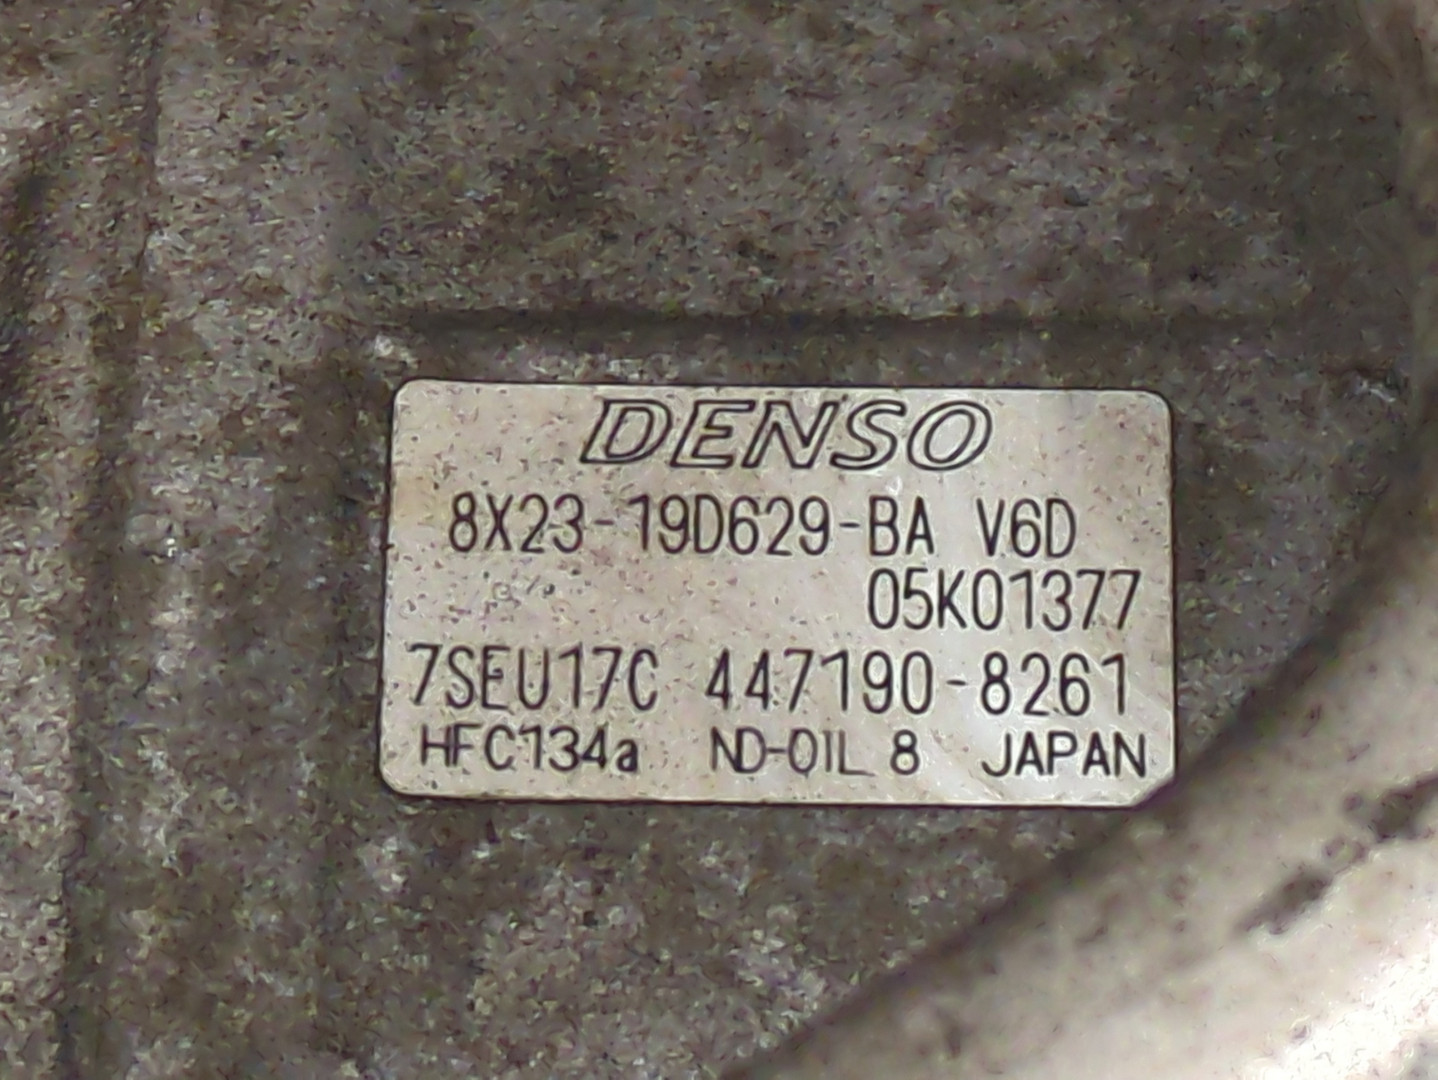 DENSO
8X23-19D629-BA V6D
05K01377
7SEU17C 447190-8261
HFC134a ND-OIL 8 JAPAN